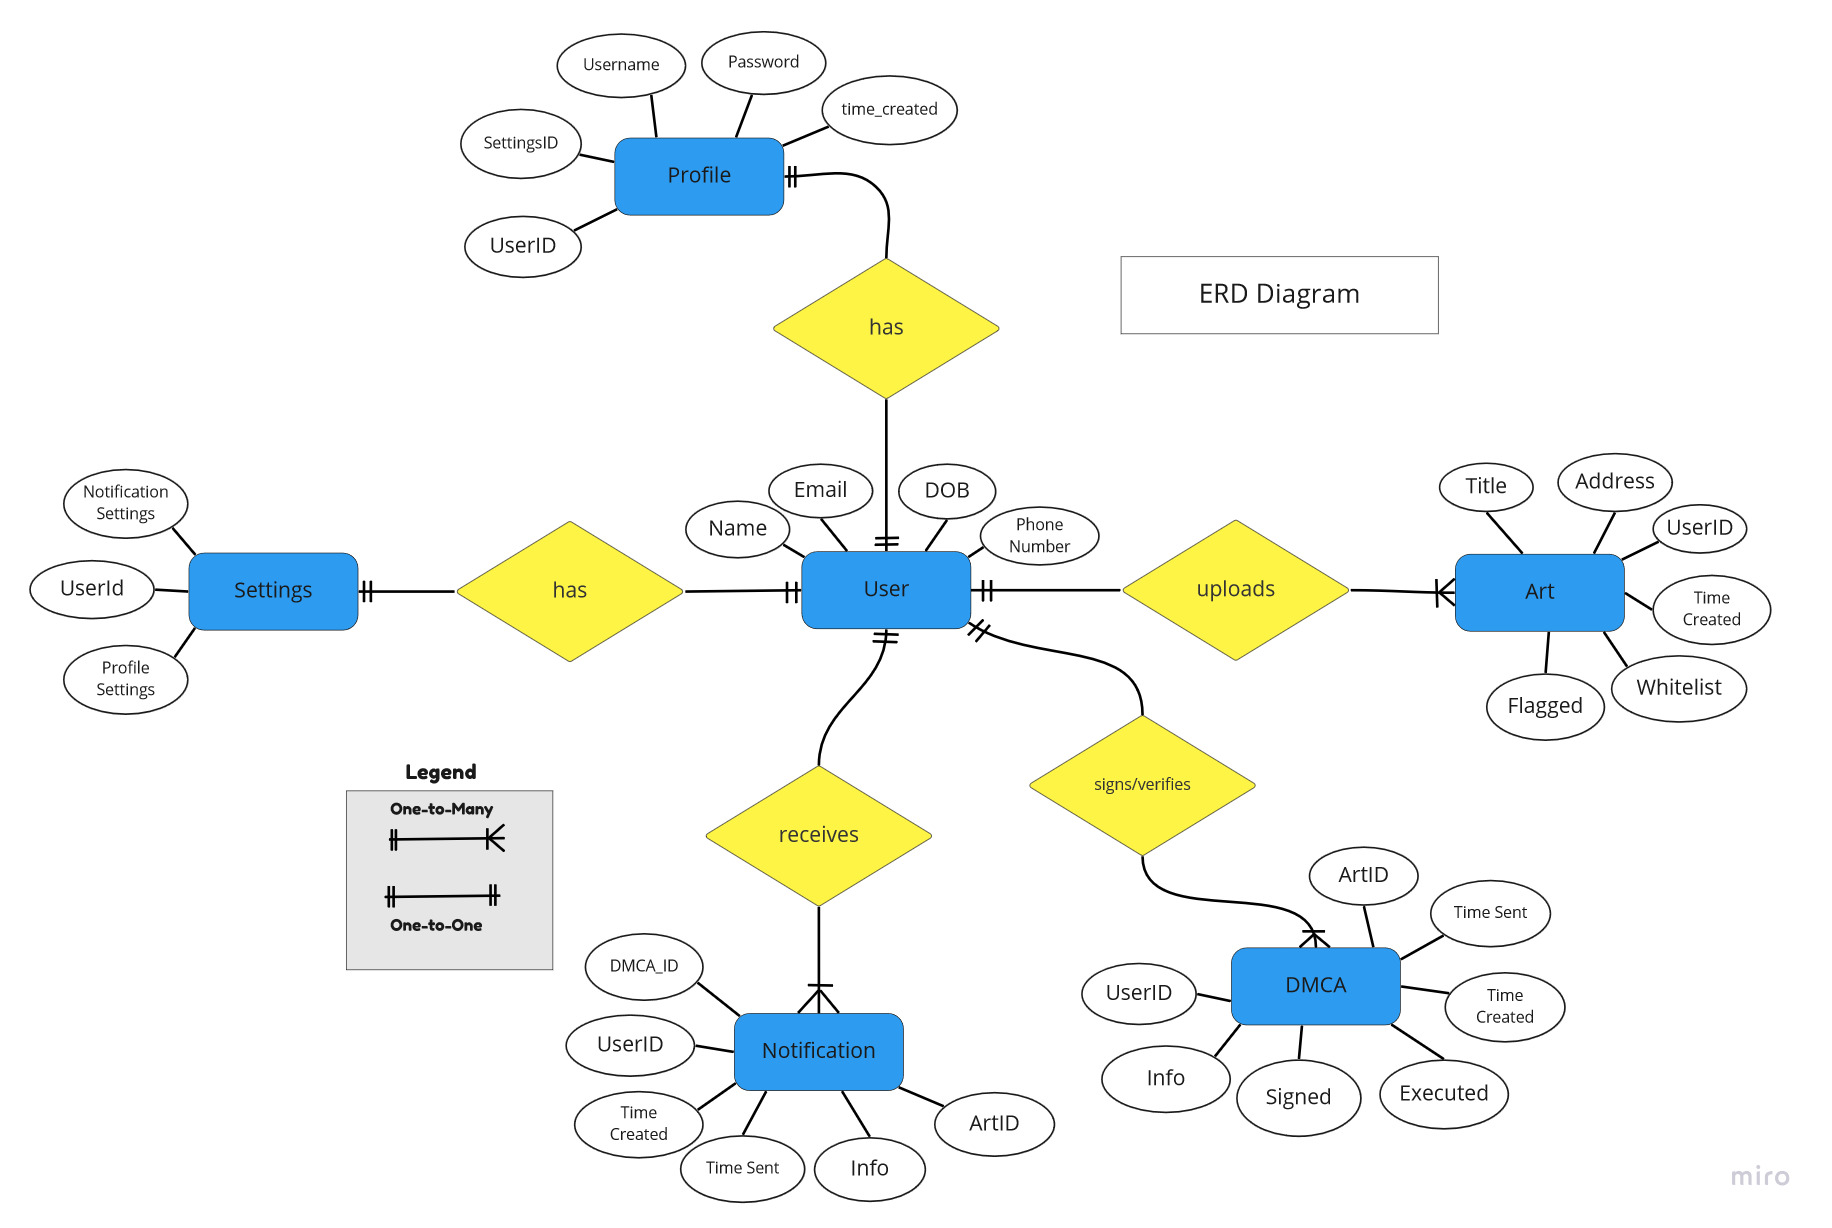 Username
Password
time_created
SettingsID
Profile
UserID
has
ERD Diagram
Notification
Settings
UserId
Settings
Profile
Settings
has
Name
Email
DOB
Phone
Number
User
uploads
Title
Address
UserID
Art
Time
Created
Whitelist
Flagged
Legend
One-to-Many
One-to-One
receives
signs/verifies
DMCA_ID
UserID
Notification
Time
Created
Time Sent
Info
ArtID
ArtID
Time Sent
UserID
DMCA
Time
Created
Info
Signed
Executed
miro